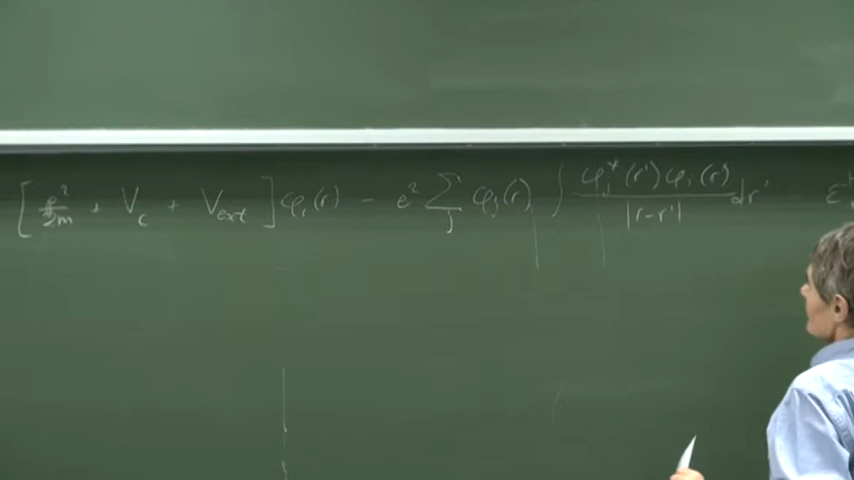 [p²/2m + V_c + V_ext] φ_i(r) - e² Σ_j φ_j(r) ∫ φ_j*(r')φ_i(r) / |r-r'| dr'